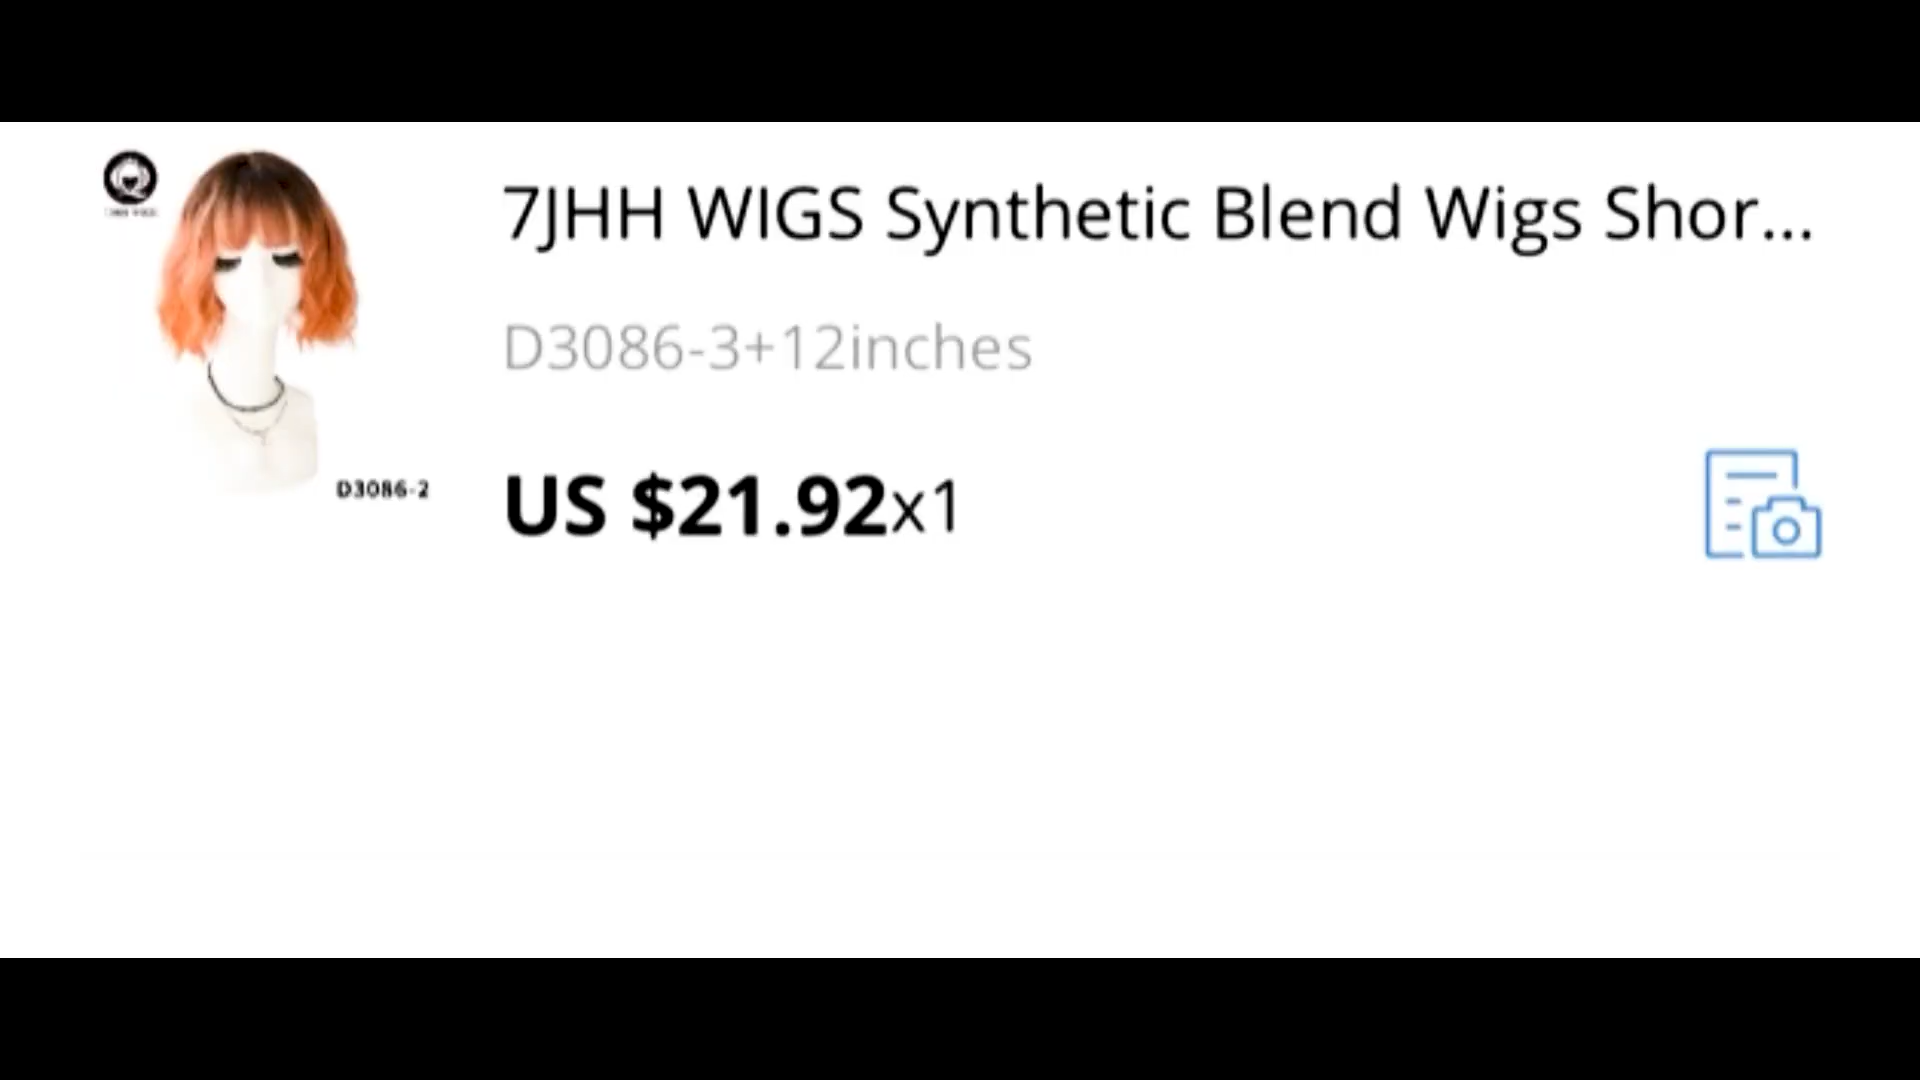 7JHH WIGS Synthetic Blend Wigs Shor...
D3086-3+12inches
D3086-2
US $21.92x1